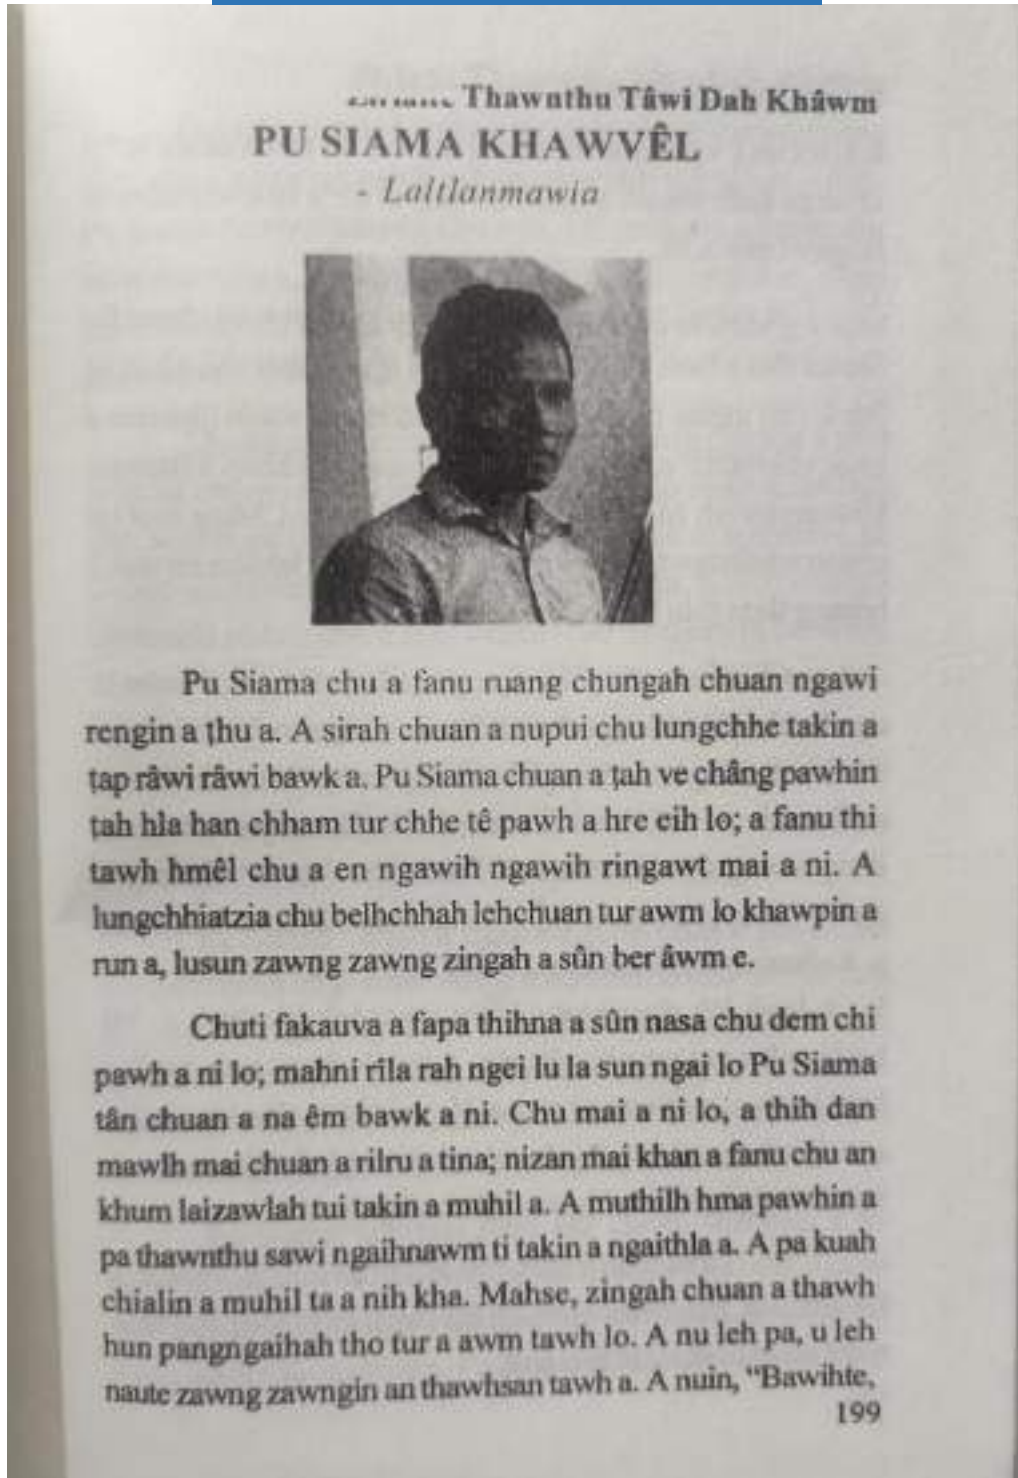 Thawnthu Tâwi Dah Khâwm
PU SIAMA KHAWVÊL
- Laltlanmawia
Pu Siama chu a fanu ruang chungah chuan ngawi
rengin a ṭhu a. A sirah chuan a nupui chu lungchhe takin a
ṭap râwi râwi bawk a. Pu Siama chuan a ṭah ve châng pawhin
ṭah hla han chham tur chhe tê pawh a hre eih lo; a fanu thi
tawh hmêl chu a en ngawih ngawih ringawt mai a ni. A
lungchhiatzia chu belhchhah lehchuan tur awm lo khawpin a
run a, lusun zawng zawng zingah a sûn ber âwm e.
Chuti fakauva a fapa thihna a sûn nasa chu dem chi
pawh a ni lo; mahni rîla rah ngei lu la sun ngai lo Pu Siama
tân chuan a na êm bawk a ni. Chu mai a ni lo, a thih dan
mawlh mai chuan a rilru a tina; nizan mai khan a fanu chu an
khum laizawlah tui takin a muhil a. A muthilh hma pawhin a
pa thawnthu sawi ngaihnawm ti takin a ngaithla a. A pa kuah
chialin a muhil ta a nih kha. Mahse, zingah chuan a thawh
hun pangngaihah tho tur a awm tawh lo. A nu leh pa, u leh
naute zawng zawngin an thawhsan tawh a. A nuin, “Bawihte,
199